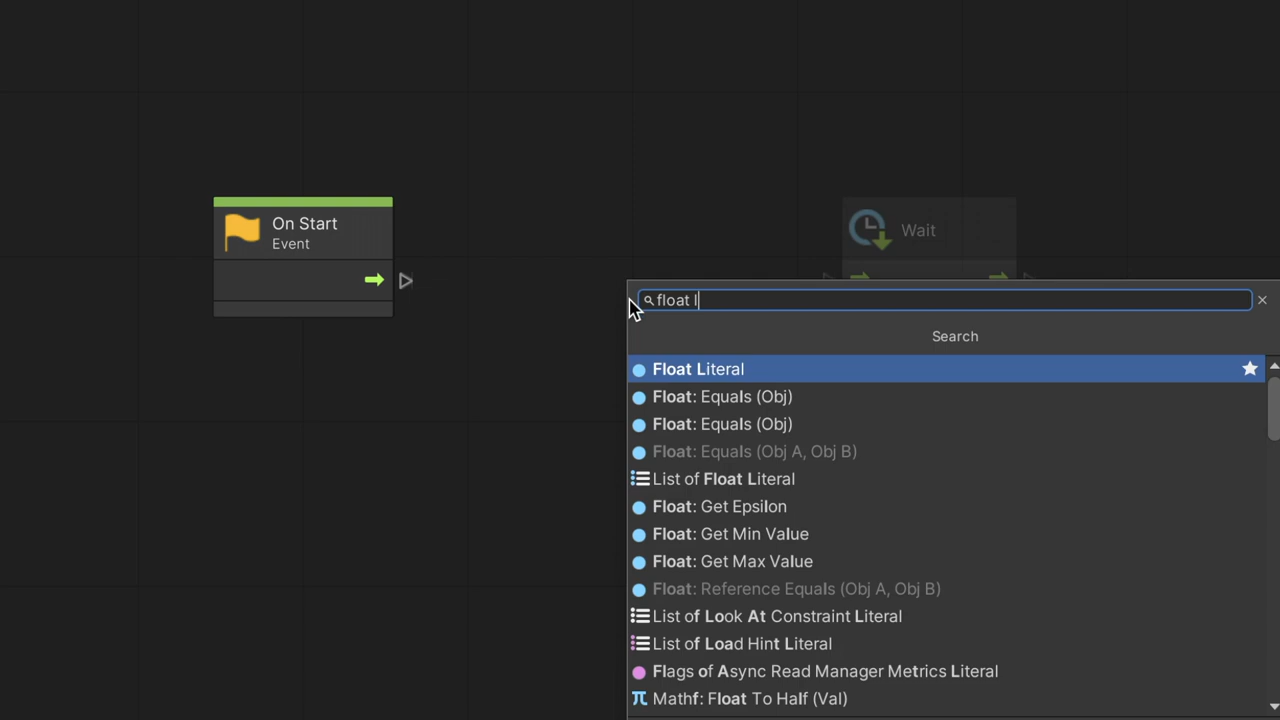 On Start
Event
Wait
float l
Search
Float Literal
Float: Equals (Obj)
Float: Equals (Obj)
Float: Equals (Obj A, Obj B)
List of Float Literal
Float: Get Epsilon
Float: Get Min Value
Float: Get Max Value
Float: Reference Equals (Obj A, Obj B)
List of Look At Constraint Literal
List of Load Hint Literal
Flags of Async Read Manager Metrics Literal
Mathf: Float To Half (Val)